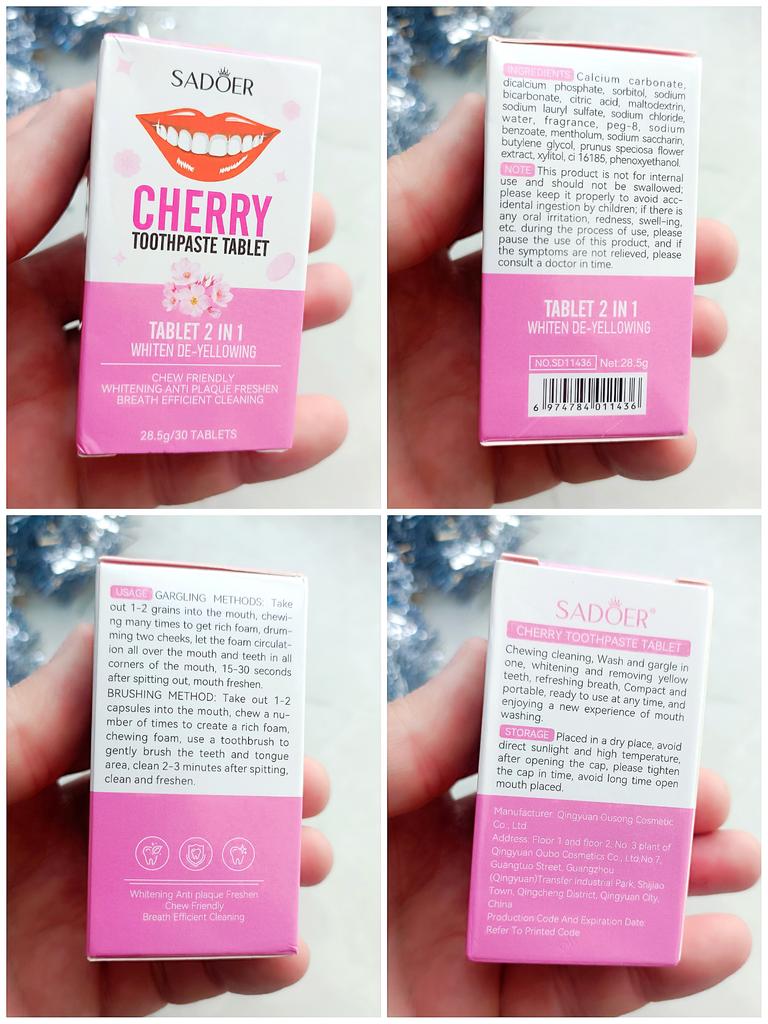 SADOER
CHERRY
TOOTHPASTE TABLET
TABLET 2 IN 1
WHITEN DE-YELLOWING
CHEW FRIENDLY
WHITENING ANTI PLAQUE FRESHEN
BREATH EFFICIENT CLEANING
28.5g/30 TABLETS
INGREDIENTS Calcium carbonate,
dicalcium phosphate, sorbitol, sodium
bicarbonate, citric acid, maltodextrin,
sodium lauryl sulfate, sodium chloride,
water, fragrance, peg-8, sodium
benzoate, mentholum, sodium saccharin,
butylene glycol, prunus speciosa flower
extract, xylitol, ci 16185, phenoxyethanol.
NOTE This product is not for internal
use and should not be swallowed;
please keep it properly to avoid acc-
idental ingestion by children; if there is
any oral irritation, redness, swell-ing,
etc. during the process of use, please
pause the use of this product, and if
the symptoms are not relieved, please
consult a doctor in time.
TABLET 2 IN 1
WHITEN DE-YELLOWING
NO.SD11436 Net:28.5g
6 974784 011436
USAGE GARGLING METHODS: Take
out 1-2 grains into the mouth, chewi-
ng many times to get rich foam, drum-
ming two cheeks, let the foam circulat-
ion all over the mouth and teeth in all
corners of the mouth, 15-30 seconds
after spitting out, mouth freshen.
BRUSHING METHOD: Take out 1-2
capsules into the mouth, chew a nu-
mber of times to create a rich foam,
chewing foam, use a toothbrush to
gently brush the teeth and tongue
area, clean 2-3 minutes after spitting,
clean and freshen.
Whitening Anti plaque Freshen
Chew Friendly
Breath Efficient Cleaning
SADOER®
CHERRY TOOTHPASTE TABLET
Chewing cleaning, Wash and gargle in
one, whitening and removing yellow
teeth, refreshing breath, Compact and
portable, ready to use at any time, and
enjoying a new experience of mouth
washing.
STORAGE Placed in a dry place, avoid
direct sunlight and high temperature,
after opening the cap, please tighten
the cap in time, avoid long time open
mouth placed.
Manufacturer: Qingyuan Ousong Cosmetic
Co., Ltd
Address: Floor 1 and floor 2, No. 3 plant of
Qingyuan Oubo Cosmetics Co., Ltd,No.7,
Guangtuo Street, Guangzhou
(Qingyuan)Transfer Industrial Park, Shijiao
Town, Qingcheng District, Qingyuan City,
China
Production Code And Expiration Date:
Refer To Printed Code